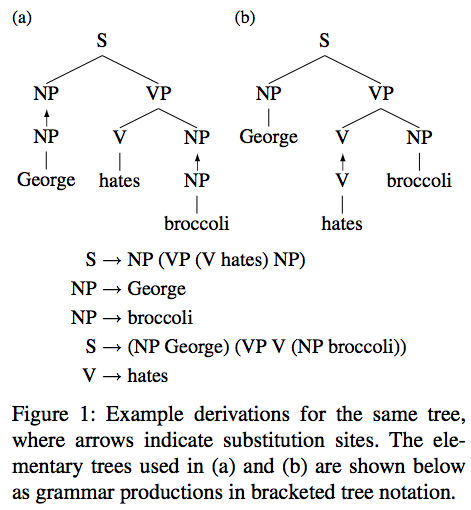 (a) (b)
S S
NP VP NP VP
NP V NP George V NP
George hates NP V broccoli
broccoli hates
S → NP (VP (V hates) NP)
NP → George
NP → broccoli
S → (NP George) (VP V (NP broccoli))
V → hates
Figure 1: Example derivations for the same tree,
where arrows indicate substitution sites. The ele-
mentary trees used in (a) and (b) are shown below
as grammar productions in bracketed tree notation.